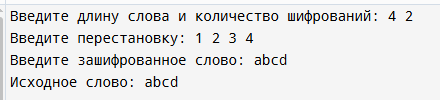 Введите длину слова и количество шифрований: 4 2
Введите перестановку: 1 2 3 4
Введите зашифрованное слово: abcd
Исходное слово: abcd